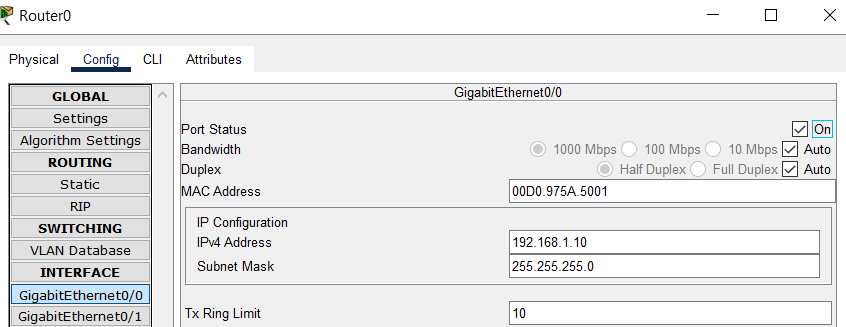 Router0
Physical Config CLI Attributes
GLOBAL
Settings
Algorithm Settings
ROUTING
Static
RIP
SWITCHING
VLAN Database
INTERFACE
GigabitEthernet0/0
GigabitEthernet0/1
GigabitEthernet0/0
Port Status On
Bandwidth 1000 Mbps 100 Mbps 10 Mbps Auto
Duplex Half Duplex Full Duplex Auto
MAC Address 00D0.975A.5001
IP Configuration
IPv4 Address 192.168.1.10
Subnet Mask 255.255.255.0
Tx Ring Limit 10